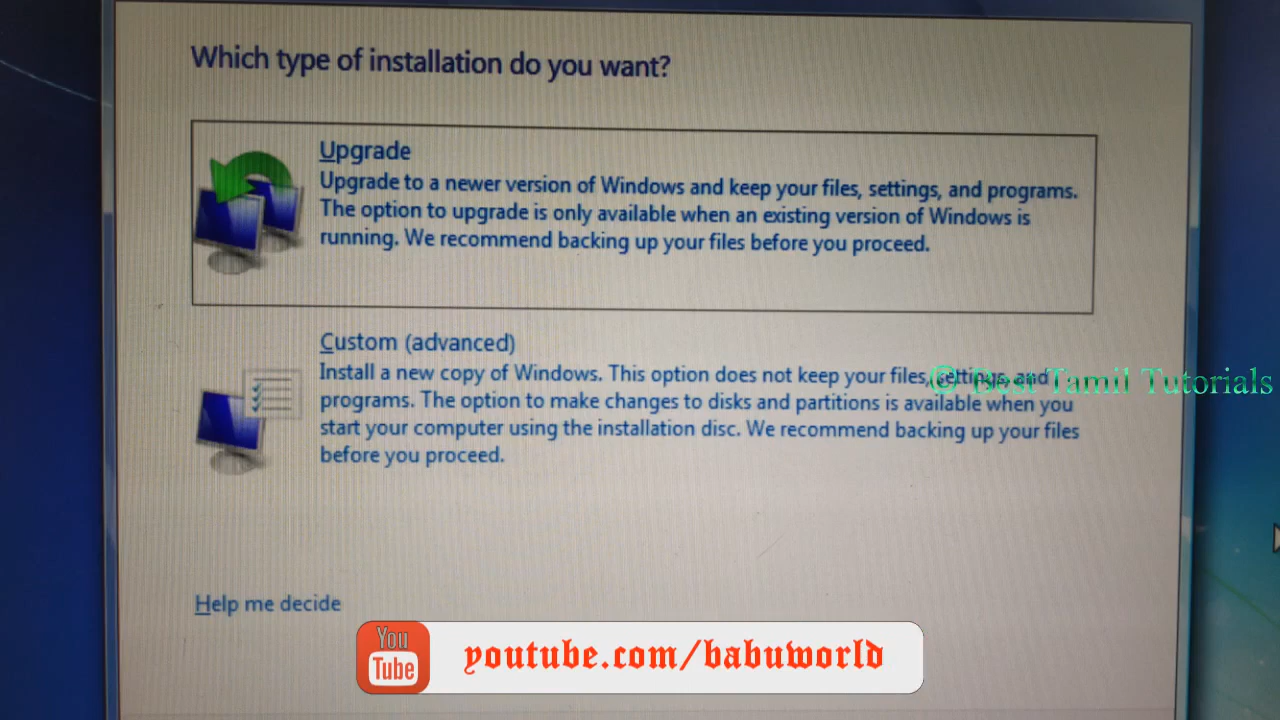 Which type of installation do you want?
Upgrade
Upgrade to a newer version of Windows and keep your files, settings, and programs.
The option to upgrade is only available when an existing version of Windows is
running. We recommend backing up your files before you proceed.
Custom (advanced)
Install a new copy of Windows. This option does not keep your files, settings, and
© Best Tamil Tutorials
programs. The option to make changes to disks and partitions is available when you
start your computer using the installation disc. We recommend backing up your files
before you proceed.
Help me decide
You
Tube
youtube.com/babuworld